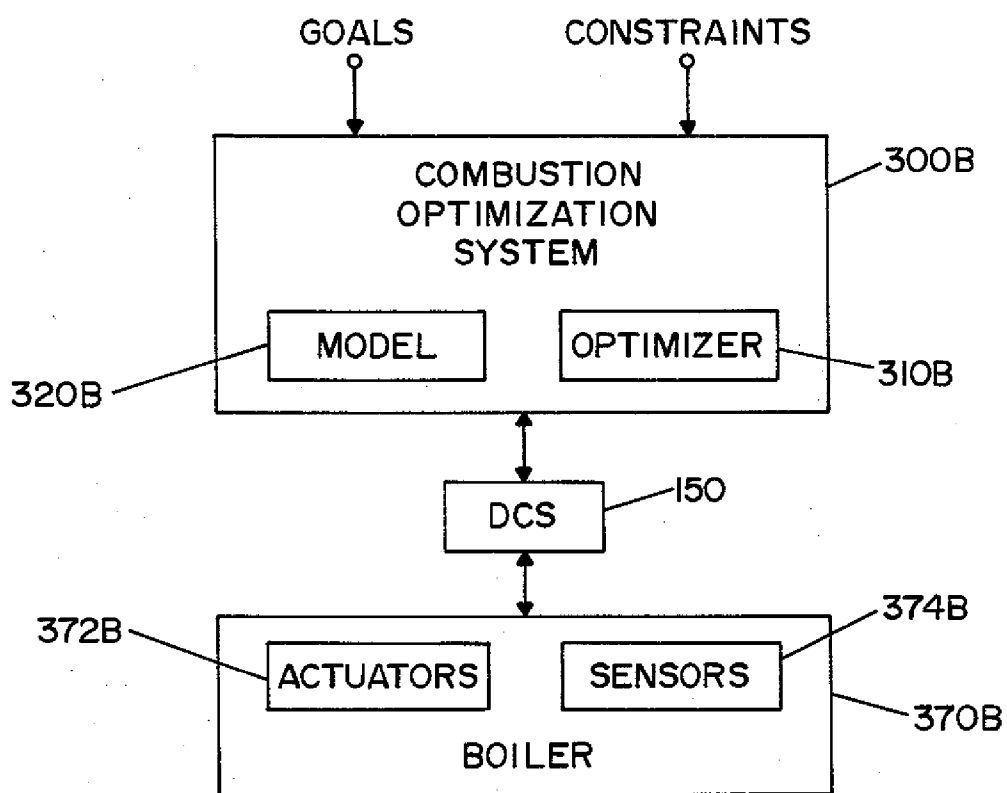 GOALS
CONSTRAINTS
COMBUSTION
OPTIMIZATION
SYSTEM
300B
MODEL
OPTIMIZER
320B
310B
DCS
150
372B
374B
ACTUATORS
SENSORS
370B
BOILER